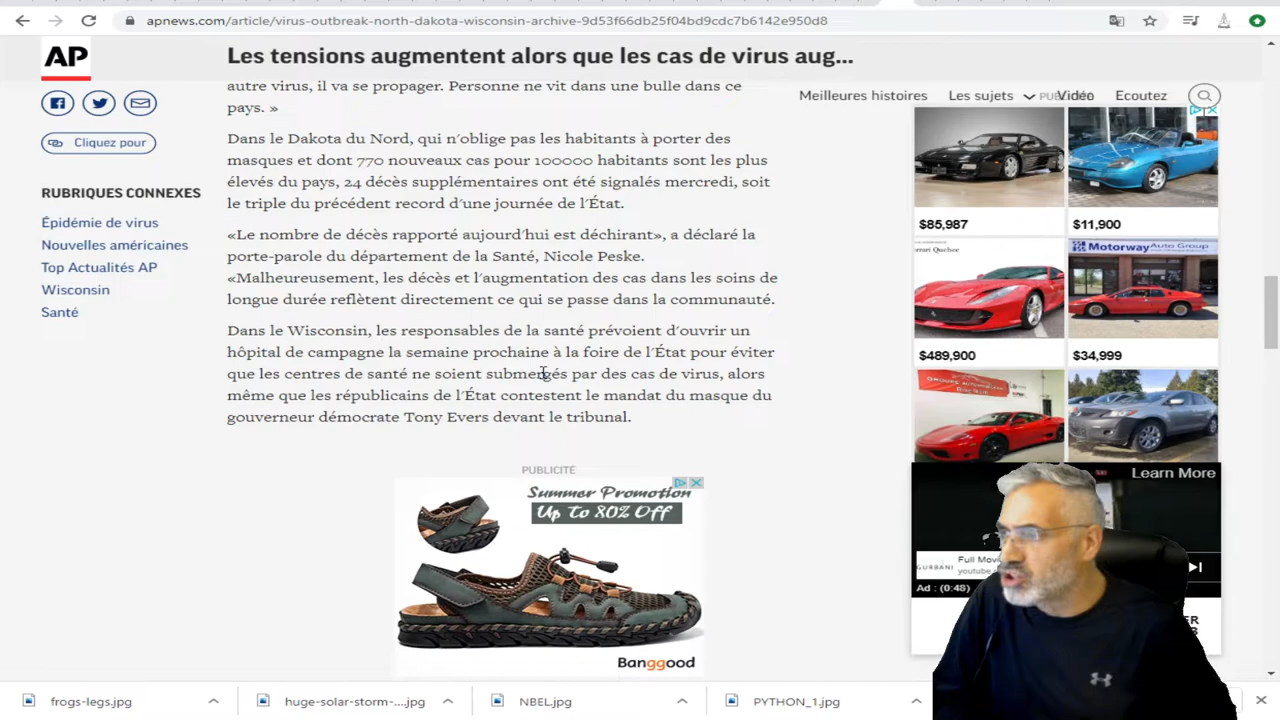 apnews.com/article/virus-outbreak-north-dakota-wisconsin-archive-9d53f66db25f04bd9cdc7b6142e950d8
AP
Les tensions augmentent alors que les cas de virus aug...
Meilleures histoires
Les sujets
Vidéo
Ecoutez
Cliquez pour
RUBRIQUES CONNEXES
Épidémie de virus
Nouvelles américaines
Top Actualités AP
Wisconsin
Santé
autre virus, il va se propager. Personne ne vit dans une bulle dans ce
pays. »
Dans le Dakota du Nord, qui n'oblige pas les habitants à porter des
masques et dont 770 nouveaux cas pour 100000 habitants sont les plus
élevés du pays, 24 décès supplémentaires ont été signalés mercredi, soit
le triple du précédent record d'une journée de l'État.
«Le nombre de décès rapporté aujourd'hui est déchirant», a déclaré la
porte-parole du département de la Santé, Nicole Peske.
«Malheureusement, les décès et l'augmentation des cas dans les soins de
longue durée reflètent directement ce qui se passe dans la communauté.
Dans le Wisconsin, les responsables de la santé prévoient d'ouvrir un
hôpital de campagne la semaine prochaine à la foire de l'État pour éviter
que les centres de santé ne soient submergés par des cas de virus, alors
même que les républicains de l'État contestent le mandat du masque du
gouverneur démocrate Tony Evers devant le tribunal.
PUBLICITÉ
Summer Promotion
Up To 80% Off
Banggood
$85,987
$11,900
Motorway Auto Group
$489,900
$34,999
Learn More
GURBANI
Full Mov
youtube
Ad : (0:48)
frogs-legs.jpg
huge-solar-storm-....jpg
NBEL.jpg
PYTHON_1.jpg